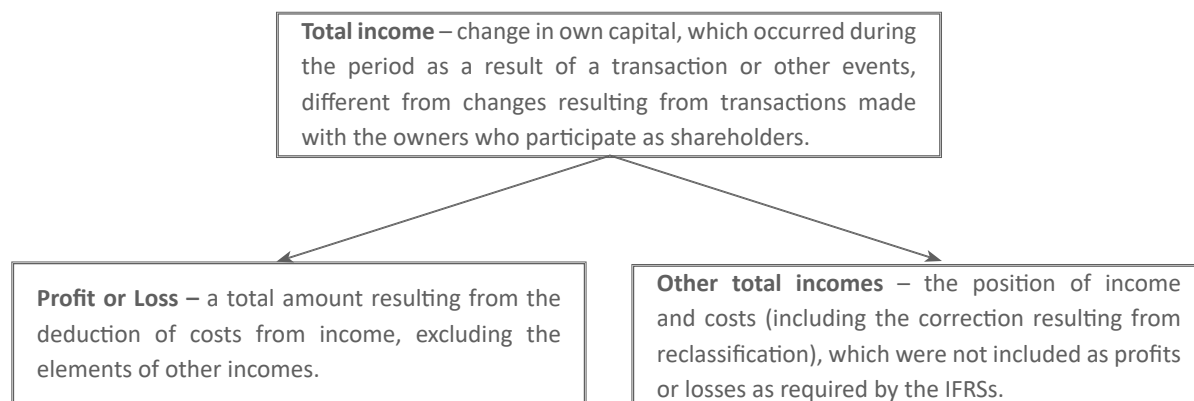 Total income – change in own capital, which occurred during
the period as a result of a transaction or other events,
different from changes resulting from transactions made
with the owners who participate as shareholders.
Profit or Loss – a total amount resulting from the
deduction of costs from income, excluding the
elements of other incomes.
Other total incomes – the position of income
and costs (including the correction resulting from
reclassification), which were not included as profits
or losses as required by the IFRSs.